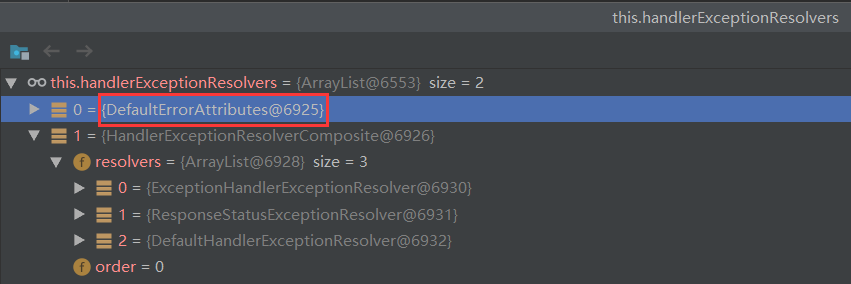 this.handlerExceptionResolvers
this.handlerExceptionResolvers = {ArrayList@6553} size = 2
0 = {DefaultErrorAttributes@6925}
1 = {HandlerExceptionResolverComposite@6926}
f resolvers = {ArrayList@6928} size = 3
0 = {ExceptionHandlerExceptionResolver@6930}
1 = {ResponseStatusExceptionResolver@6931}
2 = {DefaultHandlerExceptionResolver@6932}
f order = 0